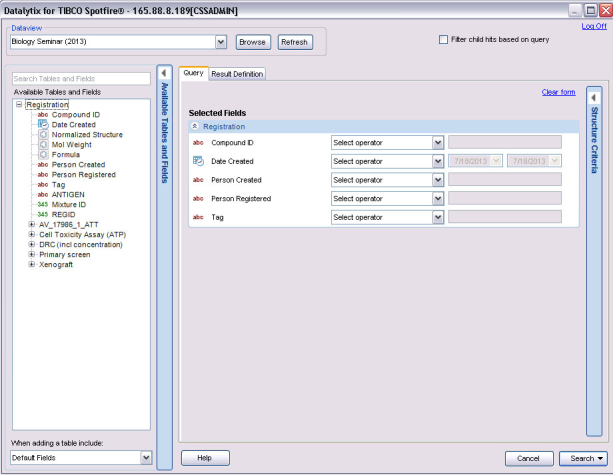 Datalytix for TIBCO Spotfire® - 165.88.8.189[CSSADMIN]
Log Off
Dataview
Biology Seminar (2013)
Browse
Refresh
Filter child hits based on query
Search Tables and Fields
Available Tables and Fields
Registration
abc Compound ID
Date Created
Normalized Structure
Mol Weight
Formula
abc Person Created
abc Person Registered
abc Tag
abc ANTIGEN
345 Mixture ID
345 REGID
AV_17986_1_ATT
Cell Toxicity Assay (ATP)
DRC (incl concentration)
Primary screen
Xenograft
When adding a table include:
Default Fields
Available Tables and Fields
Query
Result Definition
Clear form
Selected Fields
Registration
abc Compound ID Select operator
Date Created Select operator 7/18/2013 7/18/2013
abc Person Created Select operator
abc Person Registered Select operator
abc Tag Select operator
Structure Criteria
Help
Cancel
Search